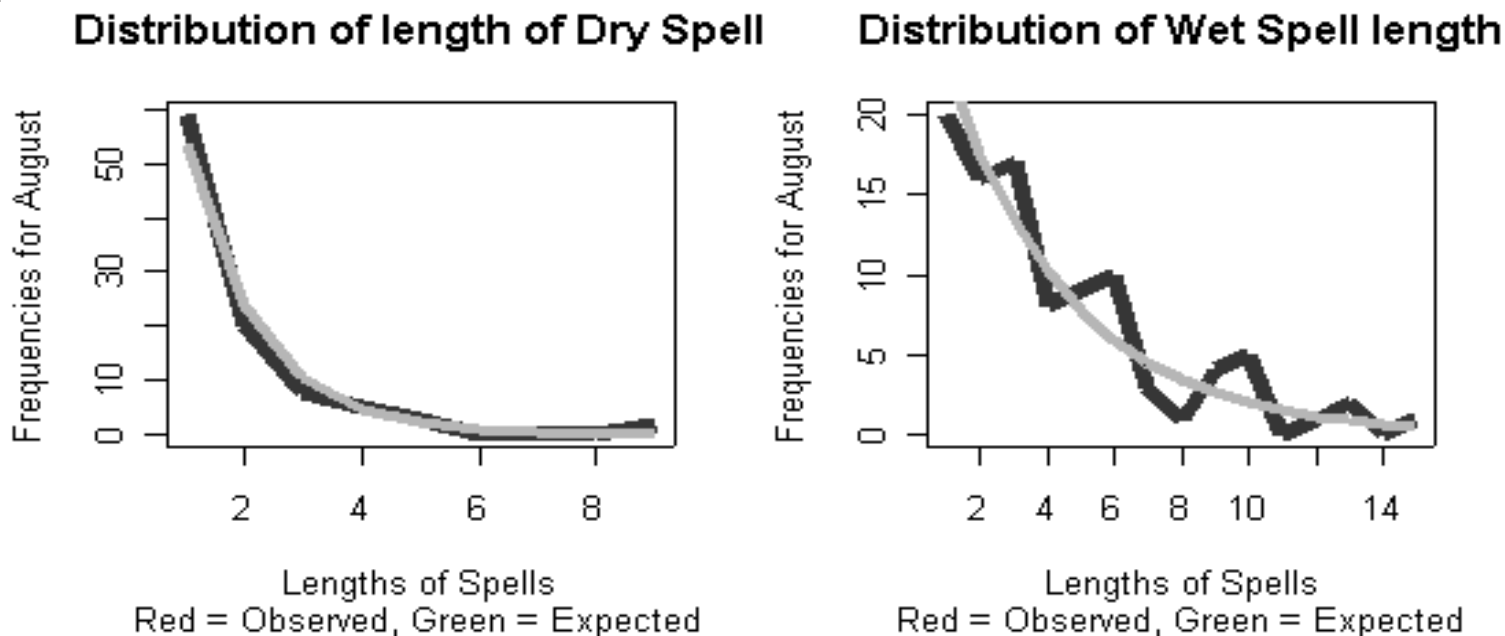 Distribution of length of Dry Spell
Frequencies for August
0
10
30
50
2
4
6
8
Lengths of Spells
Red = Observed, Green = Expected
Distribution of Wet Spell length
Frequencies for August
0
5
10
15
20
2
4
6
8
10
14
Lengths of Spells
Red = Observed, Green = Expected